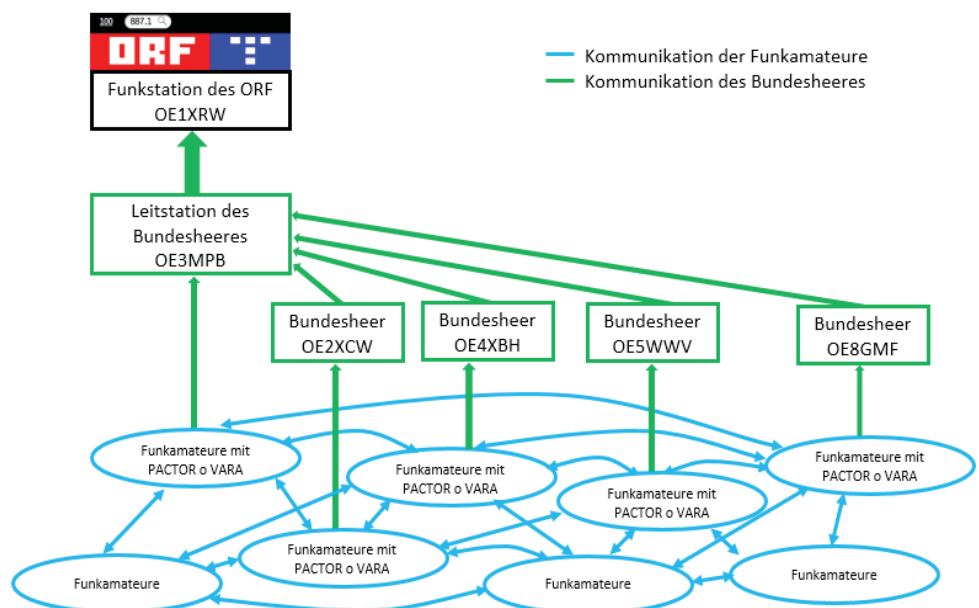 100 887.1
ORF T
Kommunikation der Funkamateure
Kommunikation des Bundesheeres
Funkstation des ORF
OE1XRW
Leitstation des
Bundesheeres
OE3MPB
Bundesheer
OE2XCW
Bundesheer
OE4XBH
Bundesheer
OE5WWV
Bundesheer
OE8GMF
Funkamateure mit
PACTOR o VARA
Funkamateure mit
PACTOR o VARA
Funkamateure mit
PACTOR o VARA
Funkamateure mit
PACTOR o VARA
Funkamateure mit
PACTOR o VARA
Funkamateure
Funkamateure
Funkamateure